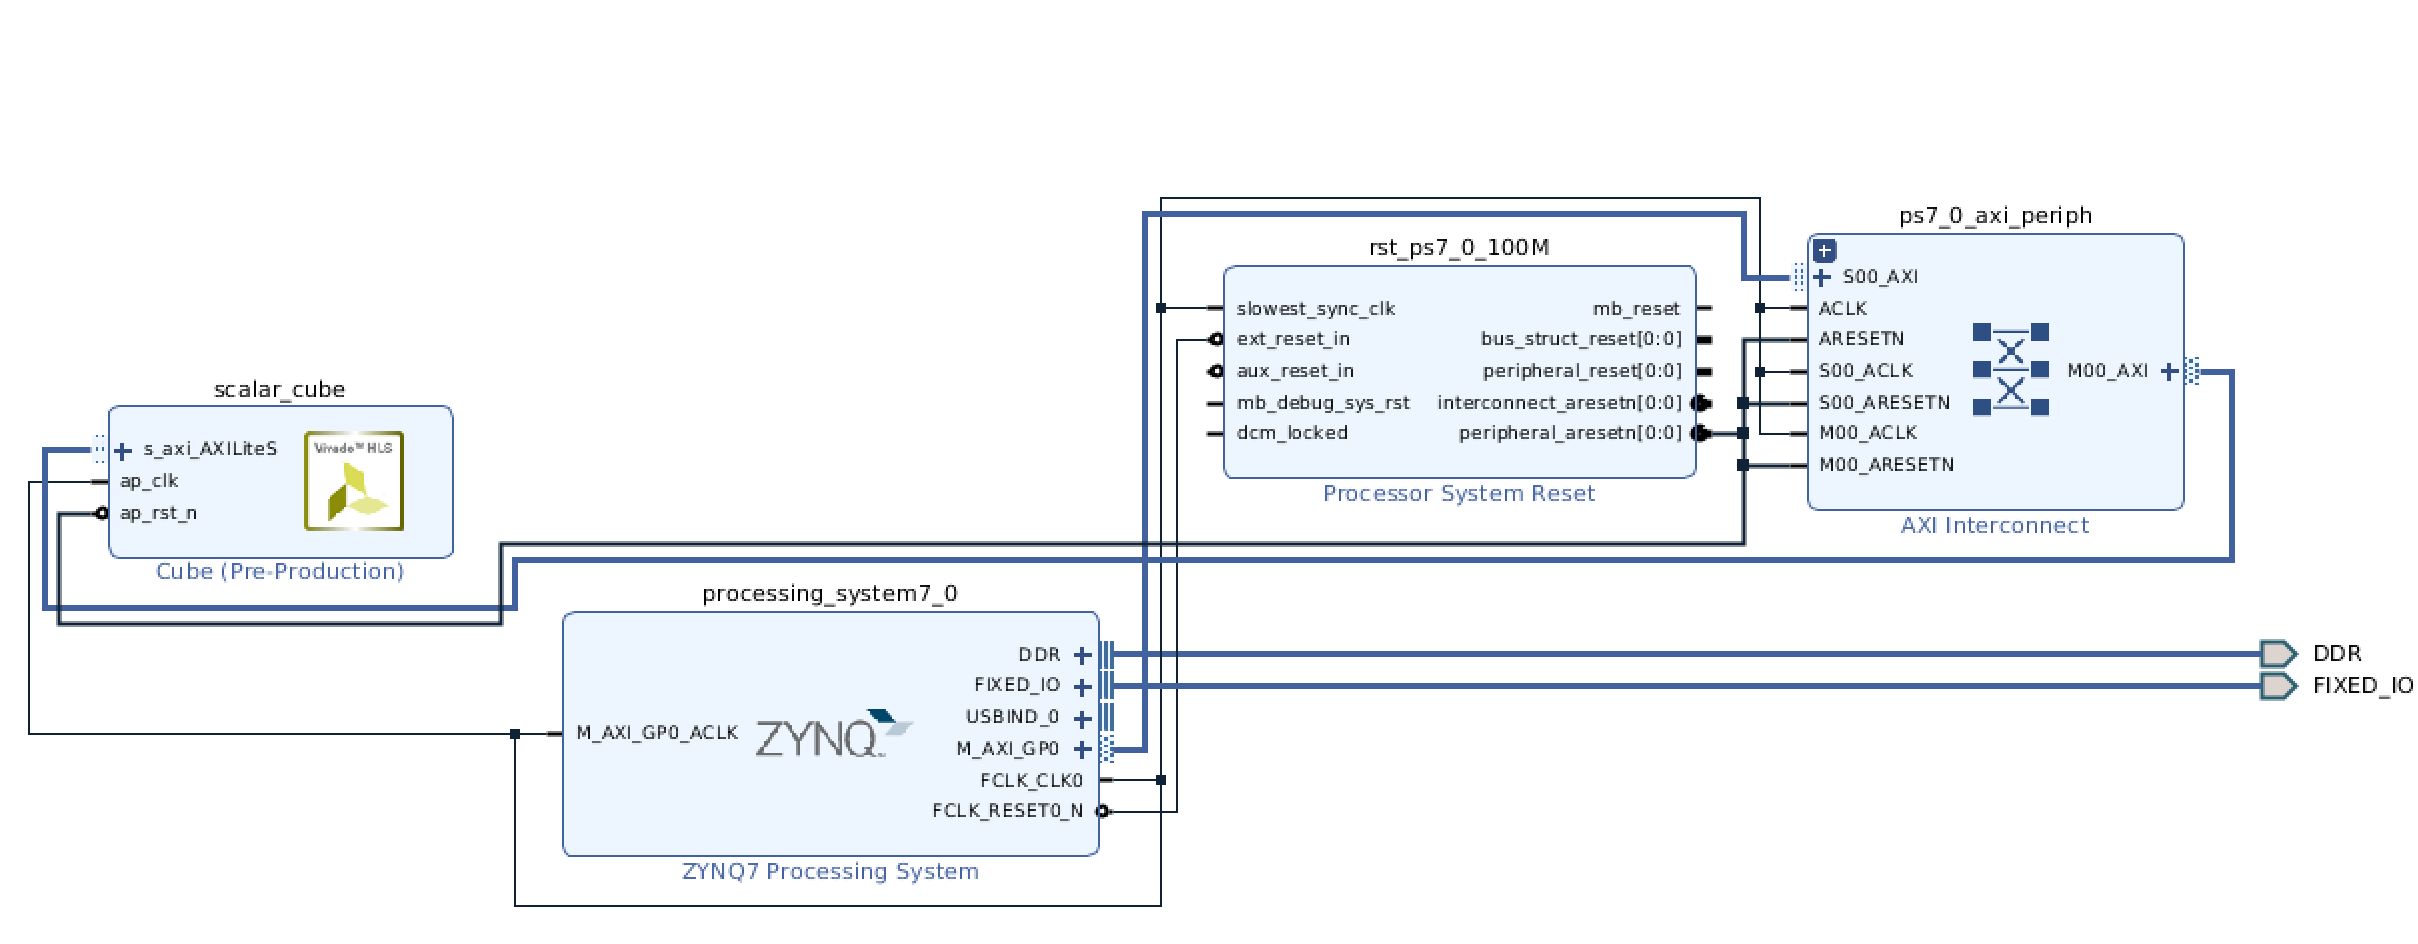 scalar_cube
s_axi_AXILiteS
ap_clk
ap_rst_n
Vivado™ HLS
Cube (Pre-Production)
processing_system7_0
M_AXI_GP0_ACLK
ZYNQ
DDR
FIXED_IO
USBIND_0
M_AXI_GP0
FCLK_CLK0
FCLK_RESET0_N
ZYNQ7 Processing System
rst_ps7_0_100M
slowest_sync_clk
ext_reset_in
aux_reset_in
mb_debug_sys_rst
dcm_locked
mb_reset
bus_struct_reset[0:0]
peripheral_reset[0:0]
interconnect_aresetn[0:0]
peripheral_aresetn[0:0]
Processor System Reset
ps7_0_axi_periph
S00_AXI
ACLK
ARESETN
S00_ACLK
S00_ARESETN
M00_ACLK
M00_ARESETN
M00_AXI
AXI Interconnect
DDR
FIXED_IO